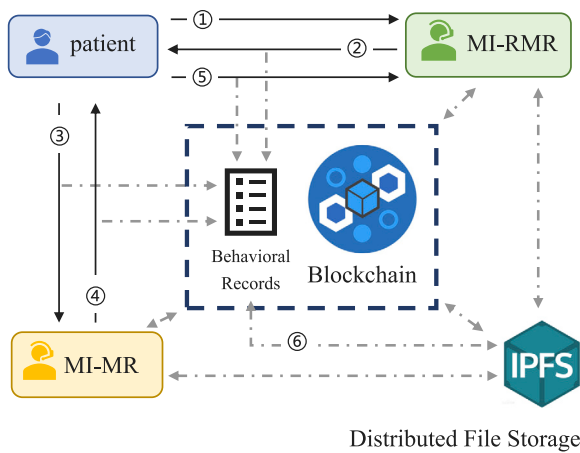 ①
patient
②
MI-RMR
⑤
③
Behavioral
Records
Blockchain
④
⑥
MI-MR
IPFS
Distributed File Storage